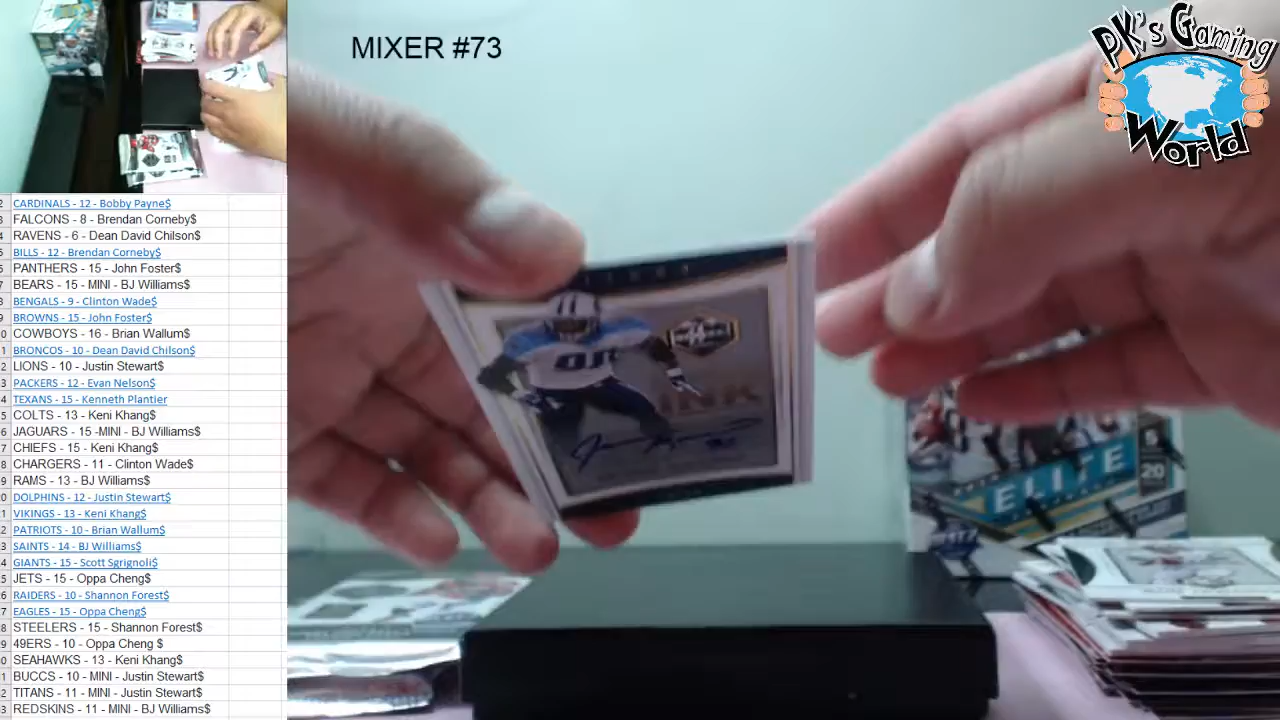 MIXER #73
PK's Gaming
World
CARDINALS - 12 - Bobby Payne$
FALCONS - 8 - Brendan Corneby$
RAVENS - 6 - Dean David Chilson$
BILLS - 12 - Brendan Corneby$
PANTHERS - 15 - John Foster$
BEARS - 15 - MINI - BJ Williams$
BENGALS - 9 - Clinton Wade$
BROWNS - 15 - John Foster$
COWBOYS - 16 - Brian Wallum$
BRONCOS - 10 - Dean David Chilson$
LIONS - 10 - Justin Stewart$
PACKERS - 12 - Evan Nelson$
TEXANS - 15 - Kenneth Plantier
COLTS - 13 - Keni Khang$
JAGUARS - 15 -MINI - BJ Williams$
CHIEFS - 15 - Keni Khang$
CHARGERS - 11 - Clinton Wade$
RAMS - 13 - BJ Williams$
DOLPHINS - 12 - Justin Stewart$
VIKINGS - 13 - Keni Khang$
PATRIOTS - 10 - Brian Wallum$
SAINTS - 14 - BJ Williams$
GIANTS - 15 - Scott Sgrignoli$
JETS - 15 - Oppa Cheng$
RAIDERS - 10 - Shannon Forest$
EAGLES - 15 - Oppa Cheng$
STEELERS - 15 - Shannon Forest$
49ERS - 10 - Oppa Cheng $
SEAHAWKS - 13 - Keni Khang$
BUCCS - 10 - MINI - Justin Stewart$
TITANS - 11 - MINI - Justin Stewart$
REDSKINS - 11 - MINI - BJ Williams$
INK
ELITE
20